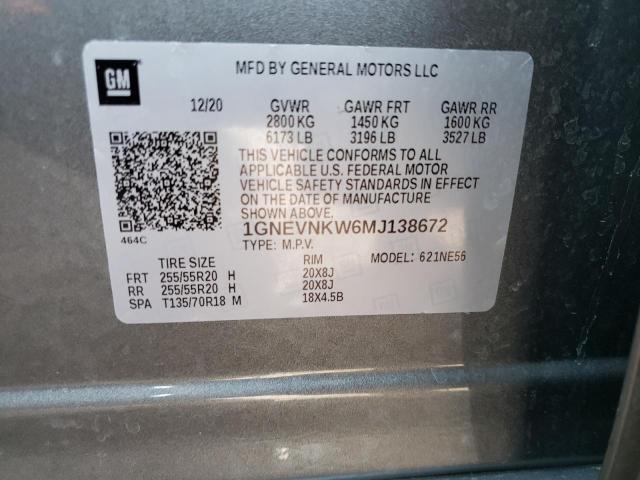 GM
MFD BY GENERAL MOTORS LLC
12/20 GVWR GAWR FRT GAWR RR
2800 KG 1450 KG 1600 KG
6173 LB 3196 LB 3527 LB
THIS VEHICLE CONFORMS TO ALL
APPLICABLE U.S. FEDERAL MOTOR
VEHICLE SAFETY STANDARDS IN EFFECT
ON THE DATE OF MANUFACTURE
SHOWN ABOVE.
464C
1GNEVNKW6MJ138672
TYPE: M.P.V.
MODEL: 621NE56
TIRE SIZE RIM
FRT 255/55R20 H 20X8J
RR 255/55R20 H 20X8J
SPA T135/70R18 M 18X4.5B